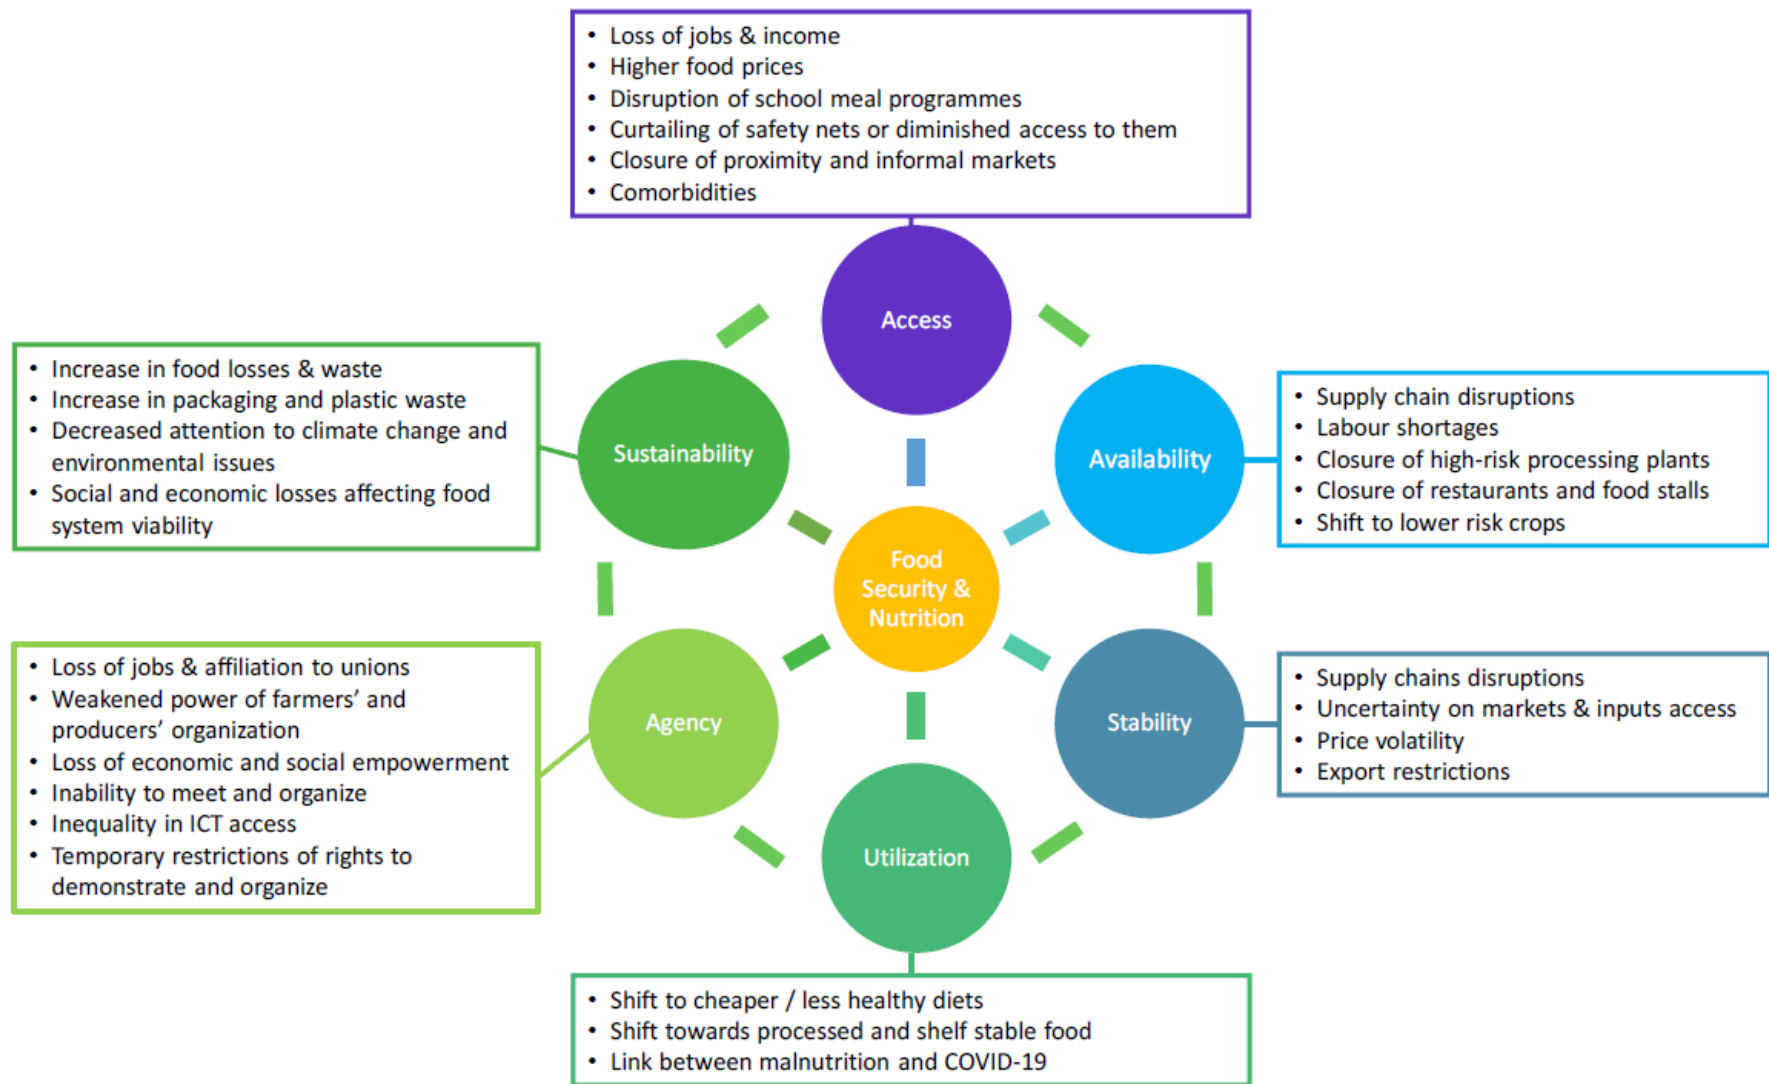 • Loss of jobs & income
• Higher food prices
• Disruption of school meal programmes
• Curtailing of safety nets or diminished access to them
• Closure of proximity and informal markets
• Comorbidities
Access
• Increase in food losses & waste
• Increase in packaging and plastic waste
• Decreased attention to climate change and
environmental issues
• Social and economic losses affecting food
system viability
Sustainability
Availability
• Supply chain disruptions
• Labour shortages
• Closure of high-risk processing plants
• Closure of restaurants and food stalls
• Shift to lower risk crops
Food
Security &
Nutrition
• Loss of jobs & affiliation to unions
• Weakened power of farmers’ and
producers’ organization
• Loss of economic and social empowerment
• Inability to meet and organize
• Inequality in ICT access
• Temporary restrictions of rights to
demonstrate and organize
Agency
Stability
• Supply chains disruptions
• Uncertainty on markets & inputs access
• Price volatility
• Export restrictions
Utilization
• Shift to cheaper / less healthy diets
• Shift towards processed and shelf stable food
• Link between malnutrition and COVID-19